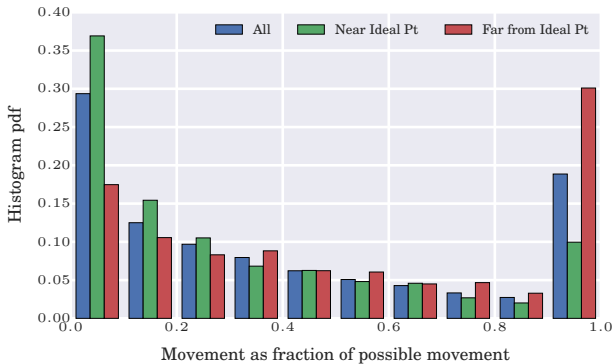 All Near Ideal Pt Far from Ideal Pt
Histogram pdf
0.40
0.35
0.30
0.25
0.20
0.15
0.10
0.05
0.00
0.0 0.2 0.4 0.6 0.8 1.0
Movement as fraction of possible movement